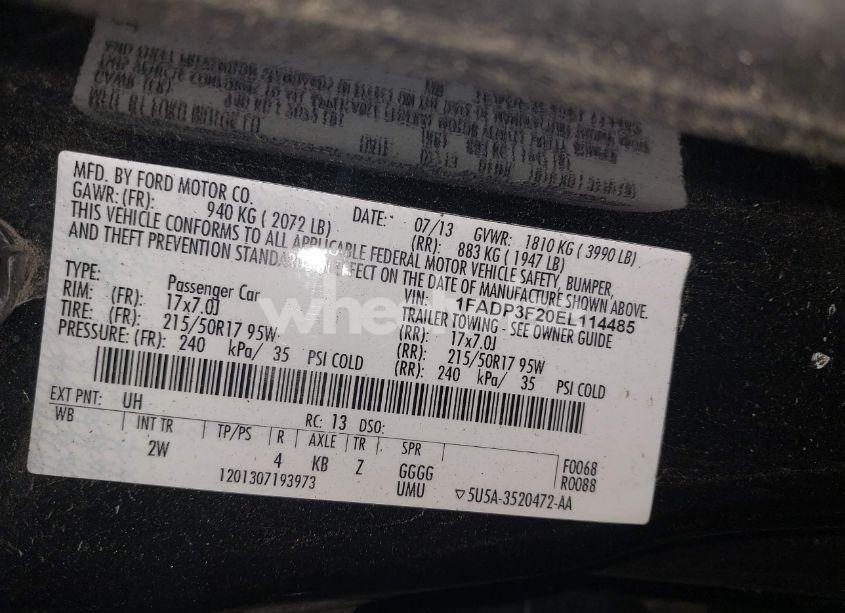 MFD. BY FORD MOTOR CO. DATE: 07/13 GVWR: 1810 KG ( 3990 LB)
GAWR: (FR): 940 KG ( 2072 LB) (RR): 883 KG ( 1947 LB)
THIS VEHICLE CONFORMS TO ALL APPLICABLE FEDERAL MOTOR VEHICLE SAFETY, BUMPER,
AND THEFT PREVENTION STANDARDS IN EFFECT ON THE DATE OF MANUFACTURE SHOWN ABOVE.
VIN: 1FADP3F20EL114485
TYPE: Passenger Car TRAILER TOWING - SEE OWNER GUIDE
RIM: (FR): 17x7.0J (RR): 17x7.0J
TIRE: (FR): 215/50R17 95W (RR): 215/50R17 95W
PRESSURE: (FR): 240 kPa/ 35 PSI COLD (RR): 240 kPa/ 35 PSI COLD
EXT PNT: UH RC: 13 DSO:
WB INT TR TP/PS R AXLE TR SPR
2W 4 KB Z GGGG F0068
UMU R0088
1201307193973 ▽5U5A-3520472-AA